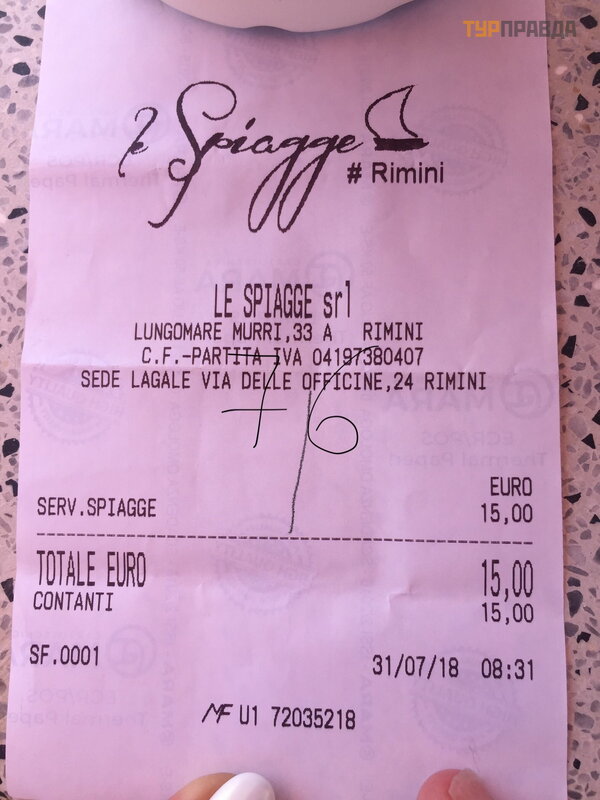 ТУРПРАВДА
le Spiagge
# Rimini
LE SPIAGGE srl
LUNGOMARE MURRI,33 A RIMINI
C.F.-PARTITA IVA 04197380407
SEDE LAGALE VIA DELLE OFFICINE,24 RIMINI
76
EURO
SERV.SPIAGGE 15,00
TOTALE EURO 15,00
CONTANTI 15,00
SF.0001 31/07/18 08:31
MF U1 72035218